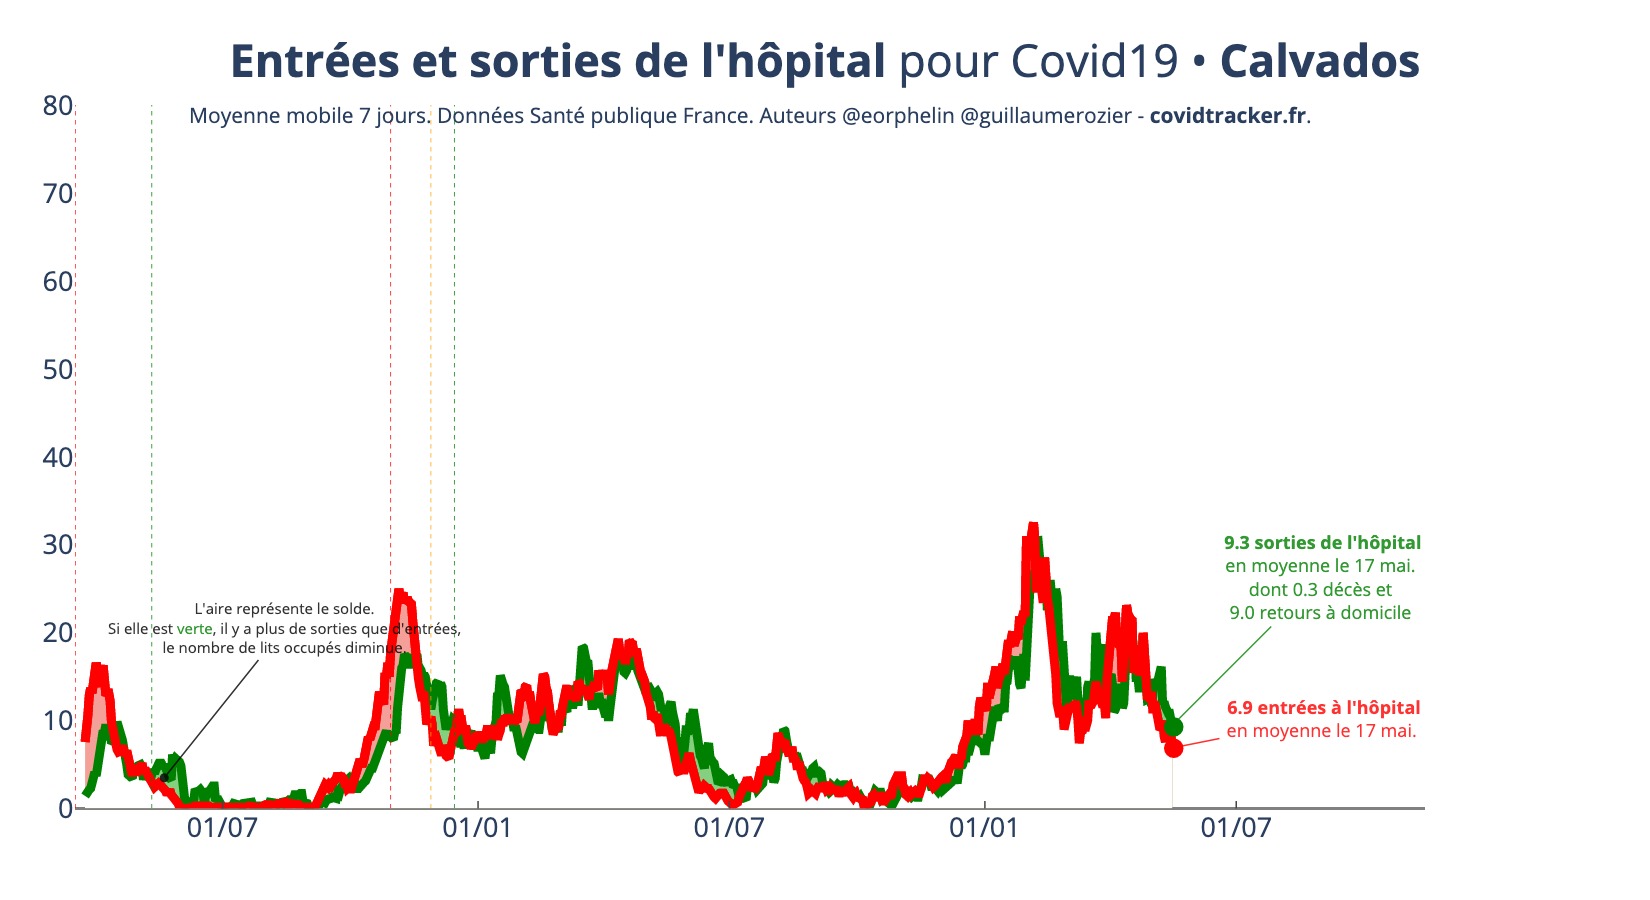 Entrées et sorties de l'hôpital pour Covid19 • Calvados
Moyenne mobile 7 jours. Données Santé publique France. Auteurs @eorphelin @guillaumerozier - covidtracker.fr.
80
70
60
50
40
30
20
10
0
L'aire représente le solde.
Si elle est verte, il y a plus de sorties que d'entrées,
le nombre de lits occupés diminue.
9.3 sorties de l'hôpital
en moyenne le 17 mai.
dont 0.3 décès et
9.0 retours à domicile
6.9 entrées à l'hôpital
en moyenne le 17 mai.
01/07 01/01 01/07 01/01 01/07